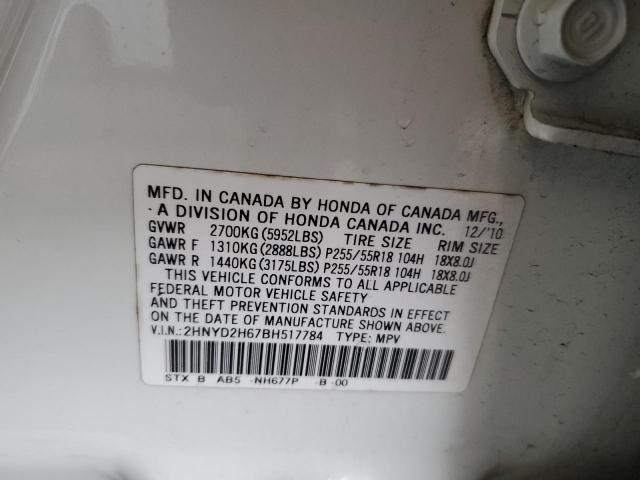 MFD. IN CANADA BY HONDA OF CANADA MFG.,
A DIVISION OF HONDA CANADA INC. 12/'10
GVWR 2700KG(5952LBS) TIRE SIZE RIM SIZE
GAWR F 1310KG(2888LBS) P255/55R18 104H 18X8.0J
GAWR R 1440KG(3175LBS) P255/55R18 104H 18X8.0J
THIS VEHICLE CONFORMS TO ALL APPLICABLE
FEDERAL MOTOR VEHICLE SAFETY
AND THEFT PREVENTION STANDARDS IN EFFECT
ON THE DATE OF MANUFACTURE SHOWN ABOVE.
V.I.N.:2HNYD2H67BH517784 TYPE: MPV
STX B AB5 -NH677P -B-00